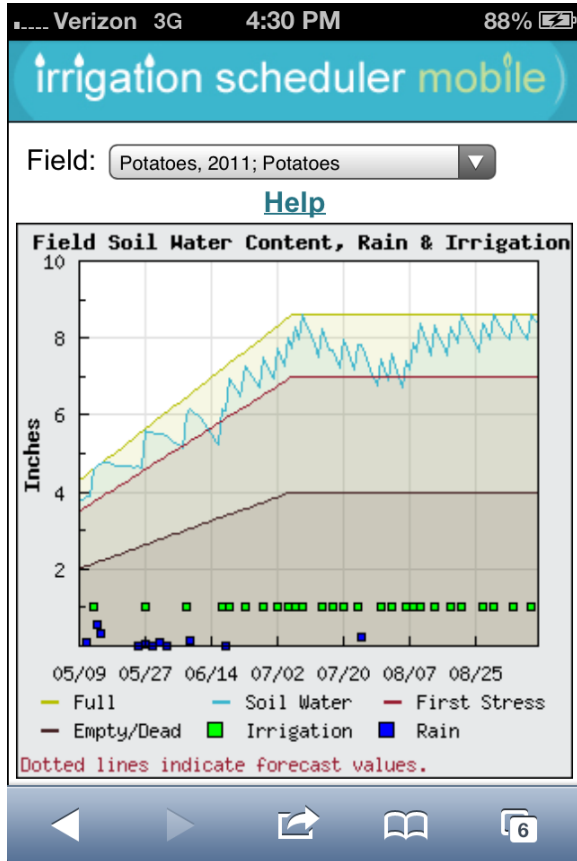 Verizon 3G 4:30 PM 88%
irrigation scheduler mobile
Field: Potatoes, 2011; Potatoes
Help
Field Soil Water Content, Rain & Irrigation
10
8
6
4
2
Inches
05/09 05/27 06/14 07/02 07/20 08/07 08/25
Full Soil Water First Stress
Empty/Dead Irrigation Rain
Dotted lines indicate forecast values.
6